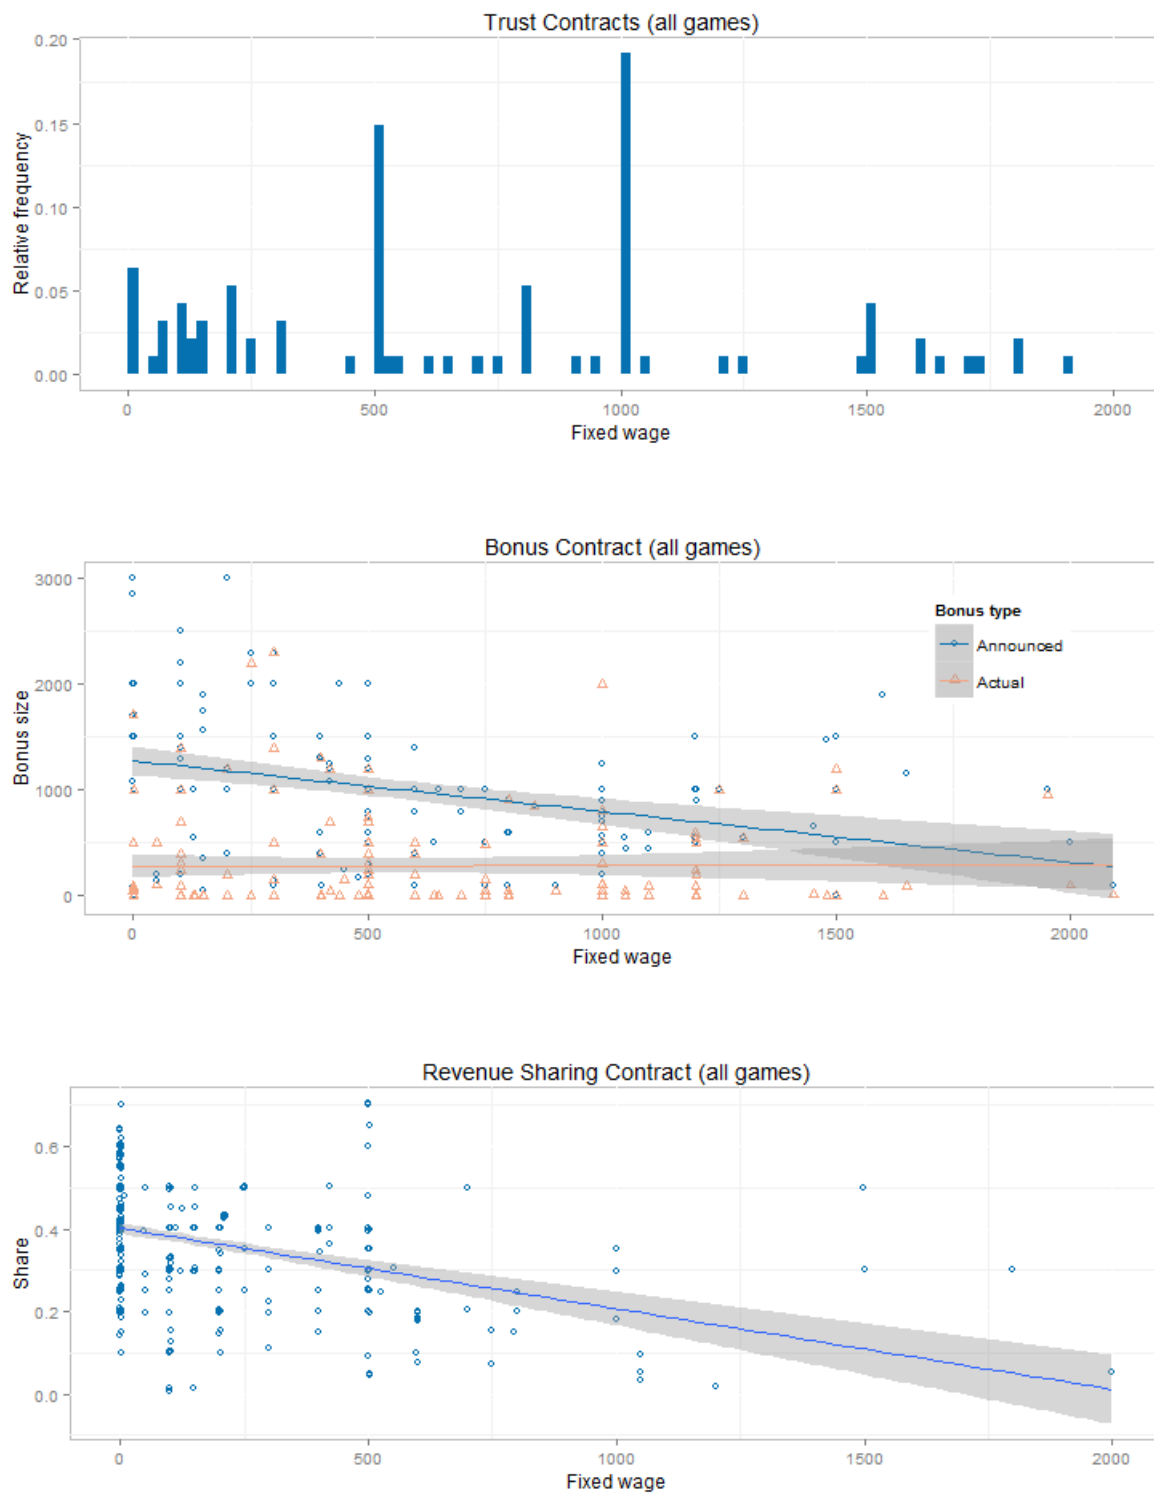 Trust Contracts (all games)
Relative frequency
0.20
0.15
0.10
0.05
0.00
0 500 1000 1500 2000
Fixed wage
Bonus Contract (all games)
Bonus size
3000
2000
1000
0
Bonus type
Announced
Actual
0 500 1000 1500 2000
Fixed wage
Revenue Sharing Contract (all games)
Share
0.6
0.4
0.2
0.0
0 500 1000 1500 2000
Fixed wage